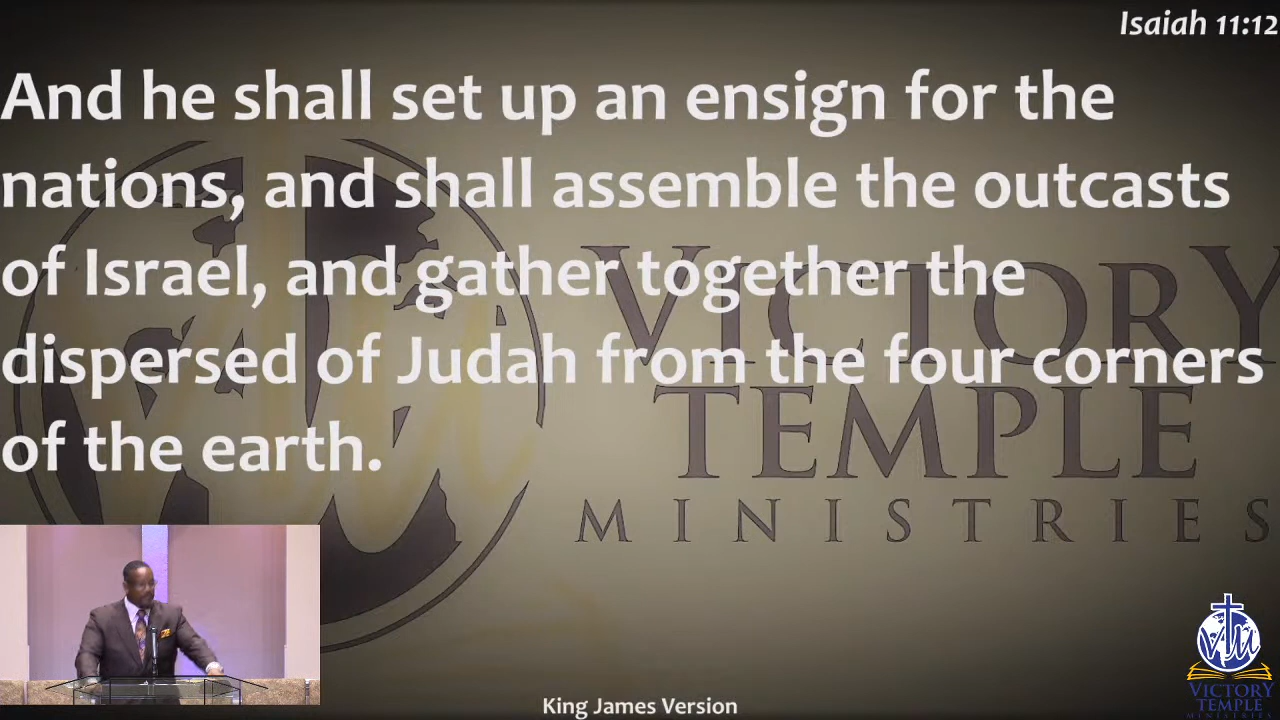 Isaiah 11:12
And he shall set up an ensign for the
nations, and shall assemble the outcasts
of Israel, and gather together the
dispersed of Judah from the four corners
of the earth.
VICTORY
TEMPLE
MINISTRIES
VICTORY
TEMPLE
MINISTRIES
King James Version